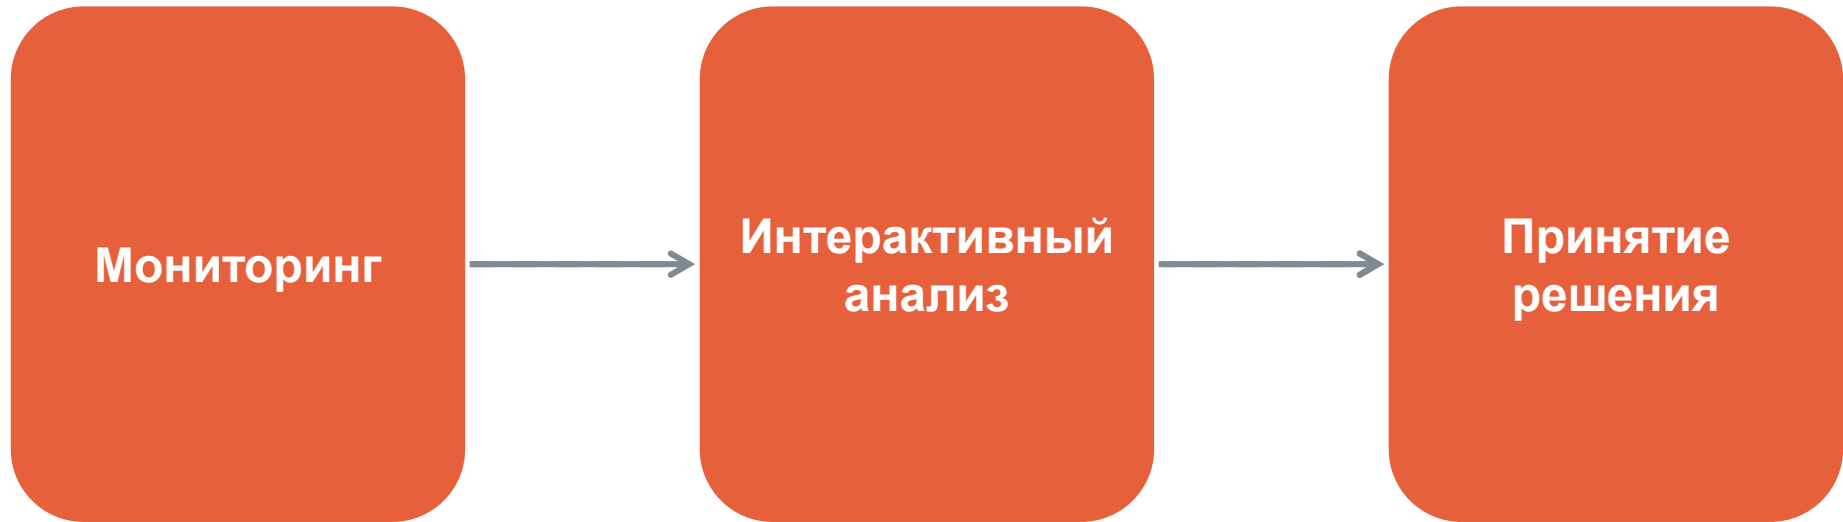 Мониторинг
Интерактивный
анализ
Принятие
решения